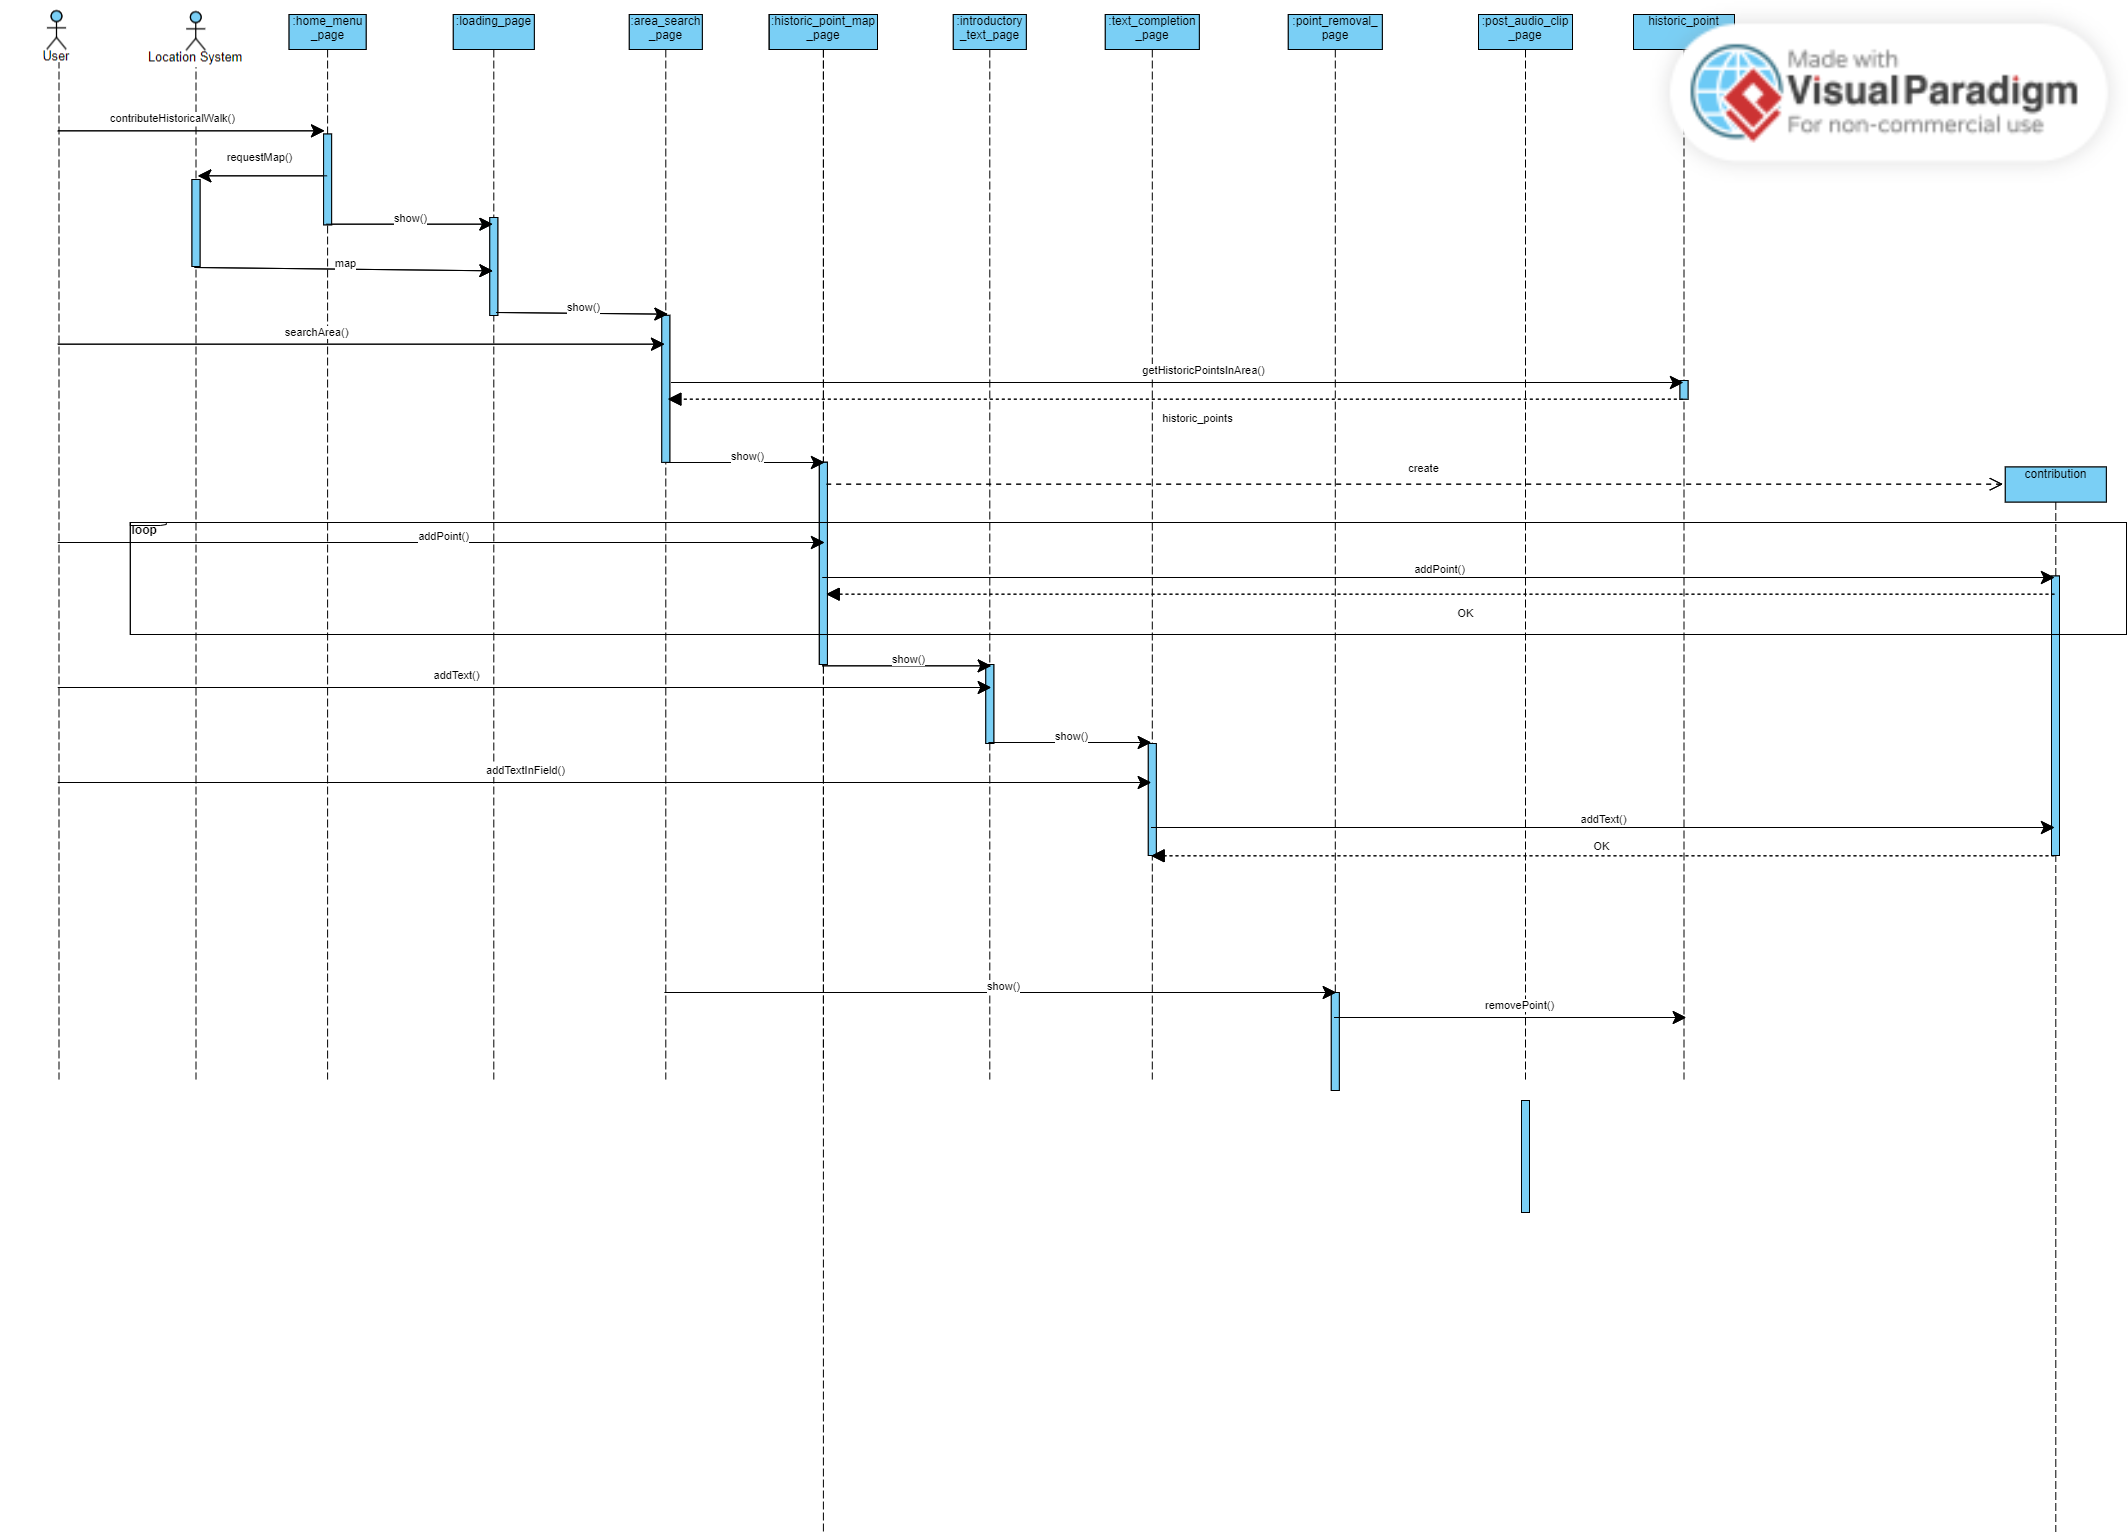 User
Location System
:home_menu
_page
:loading_page
:area_search
_page
:historic_point_map
_page
:introductory
_text_page
:text_completion
_page
:point_removal_
page
:post_audio_clip
_page
historic_point
Made with
Visual Paradigm
For non-commercial use
contributeHistoricalWalk()
requestMap()
show()
map
show()
searchArea()
getHistoricPointsInArea()
historic_points
show()
create
contribution
loop
addPoint()
addPoint()
OK
show()
addText()
show()
addTextInField()
addText()
OK
show()
removePoint()